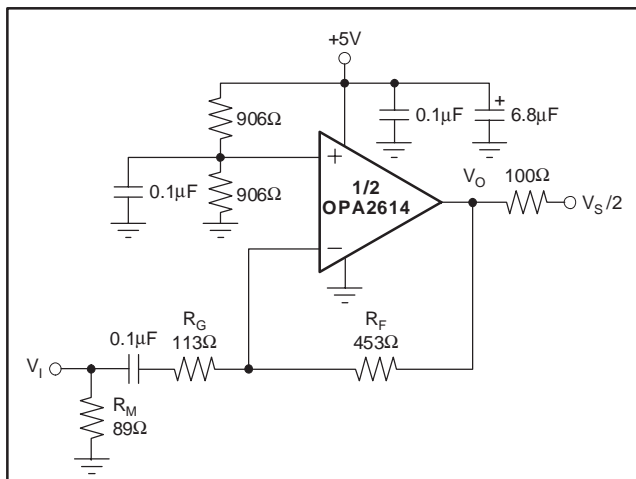 +5V
906Ω
0.1µF
+
6.8µF
+
0.1µF
906Ω
1/2
OPA2614
V_O
100Ω
V_S/2
−
R_G
R_F
0.1µF
113Ω
453Ω
V_I
R_M
89Ω